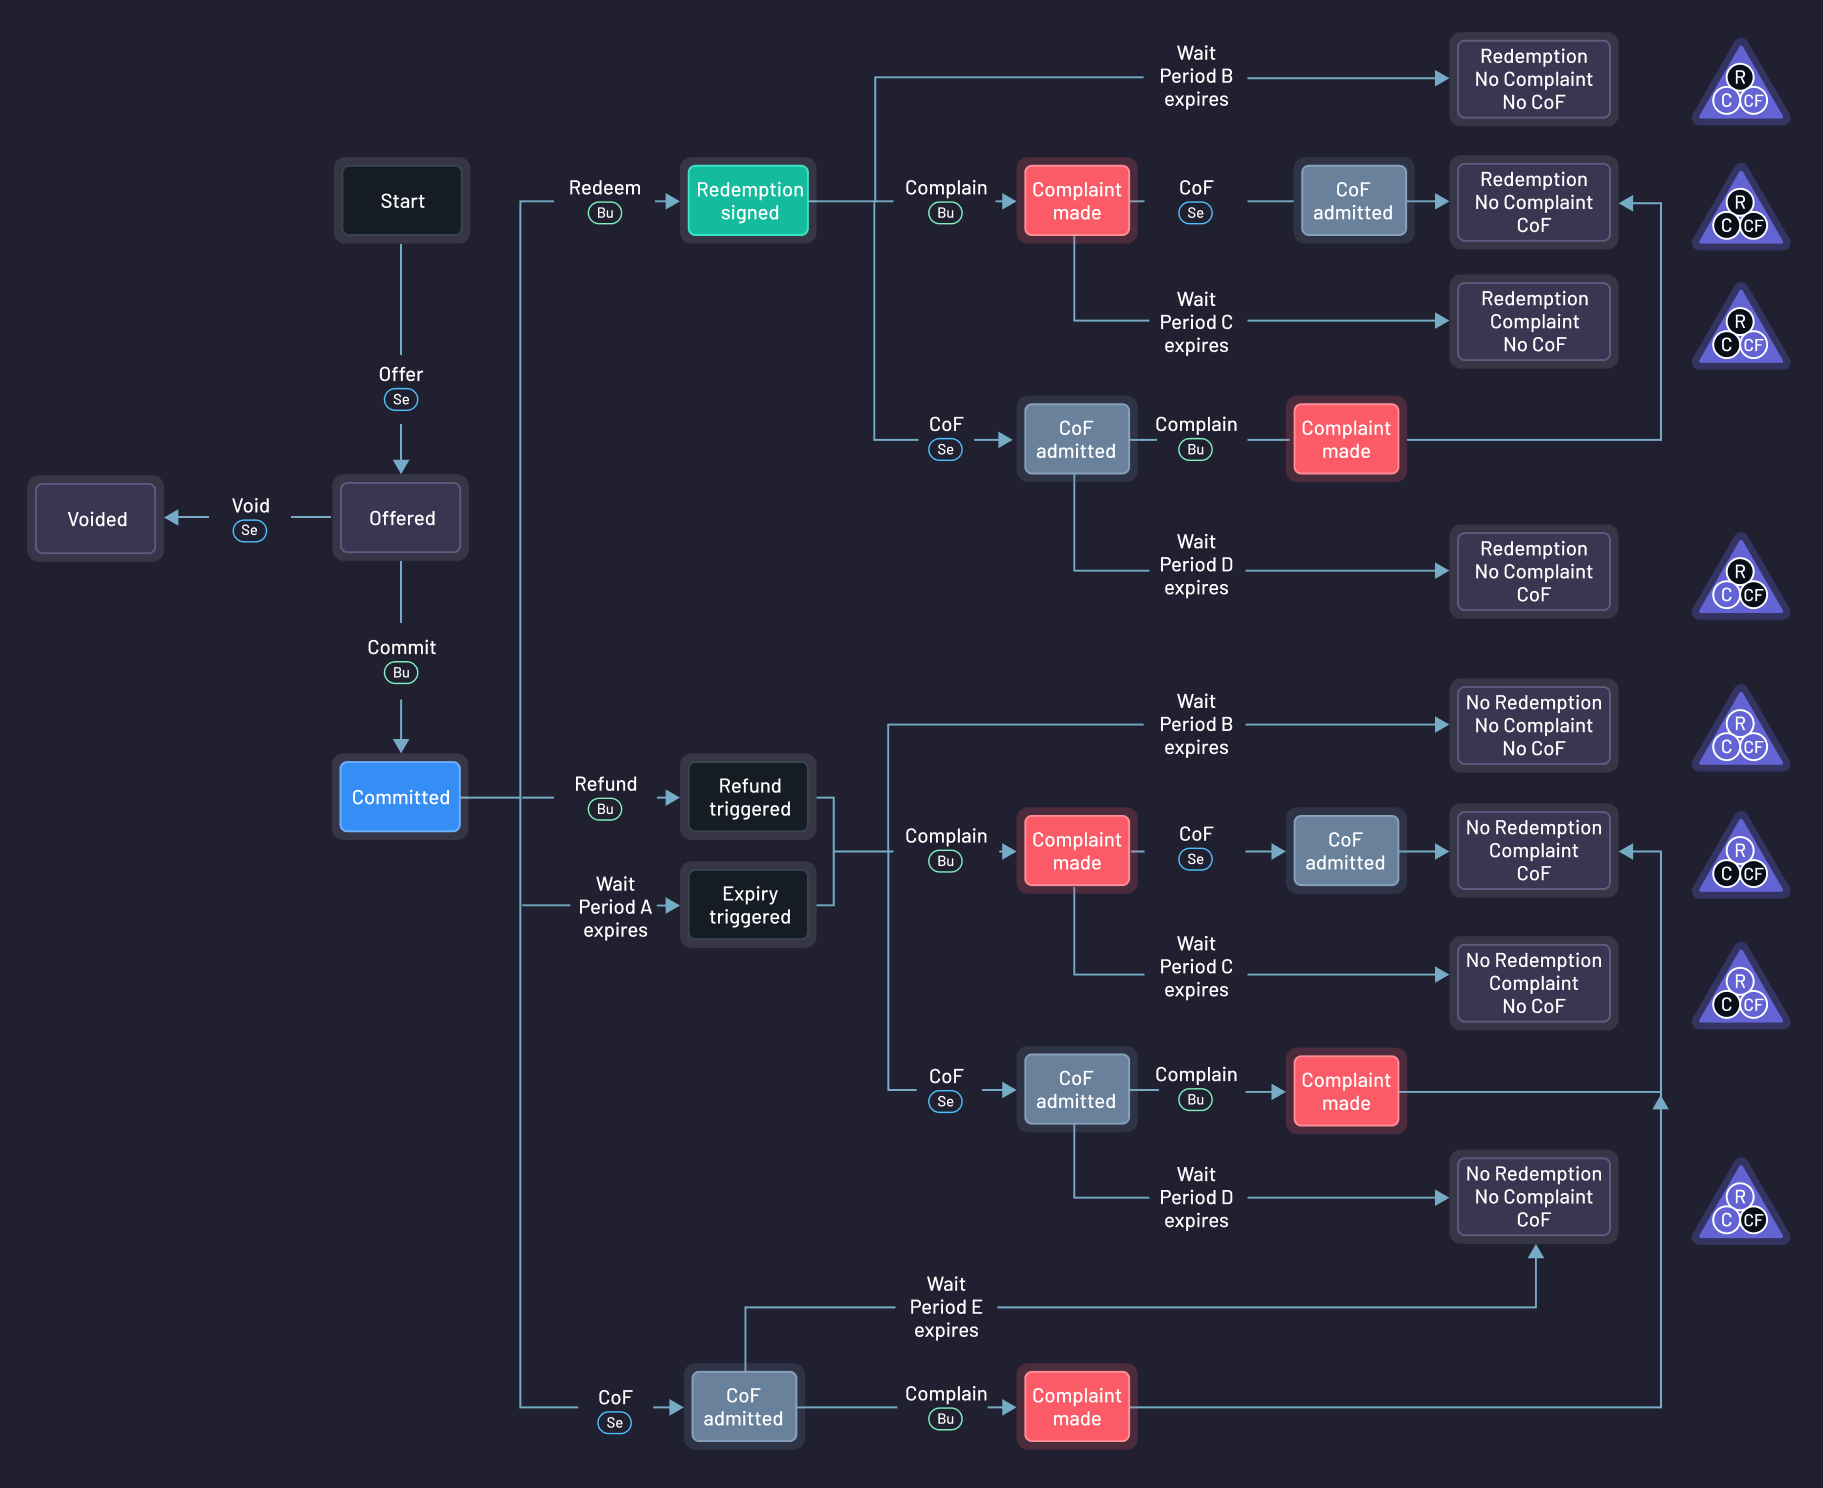 Wait
Period B
expires
Redemption
No Complaint
No CoF
R
C
CF
Start
Redeem
Bu
Redemption
signed
Complain
Bu
Complaint
made
CoF
Se
CoF
admitted
Redemption
No Complaint
CoF
R
C
CF
Wait
Period C
expires
Redemption
Complaint
No CoF
R
C
CF
Offer
Se
CoF
Se
CoF
admitted
Complain
Bu
Complaint
made
Voided
Void
Se
Offered
Wait
Period D
expires
Redemption
No Complaint
CoF
R
C
CF
Commit
Bu
Wait
Period B
expires
No Redemption
No Complaint
No CoF
R
C
CF
Committed
Refund
Bu
Refund
triggered
Complain
Bu
Complaint
made
CoF
Se
CoF
admitted
No Redemption
Complaint
CoF
R
C
CF
Wait
Period A
expires
Expiry
triggered
Wait
Period C
expires
No Redemption
Complaint
No CoF
R
C
CF
CoF
Se
CoF
admitted
Complain
Bu
Complaint
made
Wait
Period D
expires
No Redemption
No Complaint
CoF
R
C
CF
Wait
Period E
expires
CoF
Se
CoF
admitted
Complain
Bu
Complaint
made